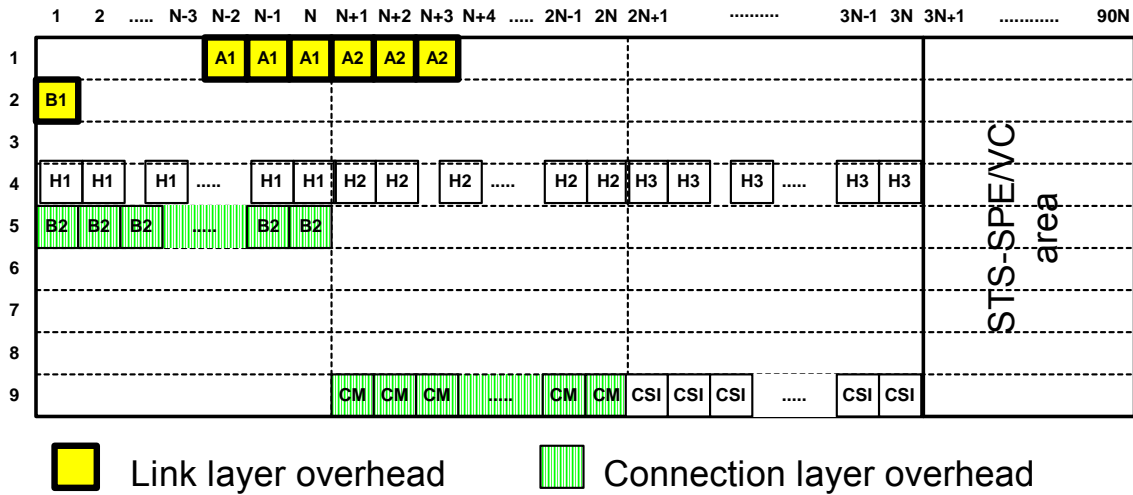 1 2 ..... N-3 N-2 N-1 N N+1 N+2 N+3 N+4 ..... 2N-1 2N 2N+1 .......... 3N-1 3N 3N+1 ............ 90N
1 A1 A1 A1 A2 A2 A2
2 B1
3
4 H1 H1 H1 ..... H1 H1 H2 H2 H2 ..... H2 H2 H3 H3 H3 ..... H3 H3
5 B2 B2 B2 ..... B2 B2
6
7
8
9 CM CM CM ..... CM CM CSI CSI CSI ..... CSI CSI
STS-SPE/VC
area
Link layer overhead Connection layer overhead